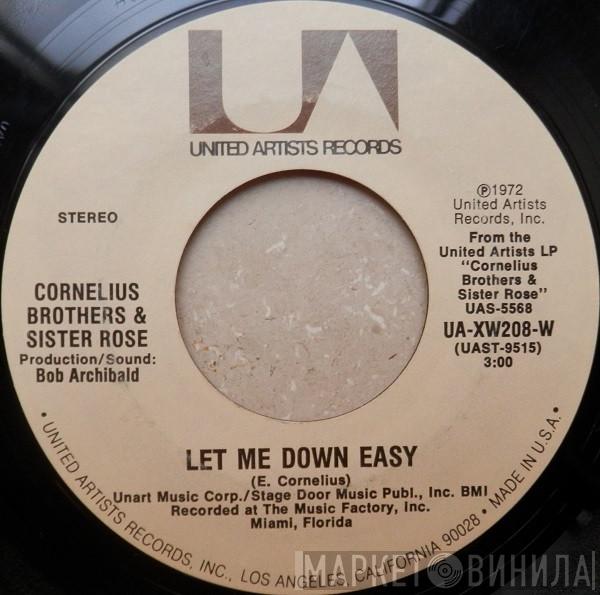 UA
UNITED ARTISTS RECORDS
STEREO
℗1972
United Artists
Records, Inc.
From the
United Artists LP
"Cornelius
Brothers &
Sister Rose"
UAS-5568
UA-XW208-W
(UAST-9515)
3:00
CORNELIUS
BROTHERS &
SISTER ROSE
Production/Sound:
Bob Archibald
LET ME DOWN EASY
(E. Cornelius)
Unart Music Corp./Stage Door Music Publ., Inc. BMI
Recorded at The Music Factory, Inc.
Miami, Florida
• UNITED ARTISTS RECORDS, INC., LOS ANGELES, CALIFORNIA 90028 • MADE IN U.S.A. •
МАРКЕТ ВИНИЛА